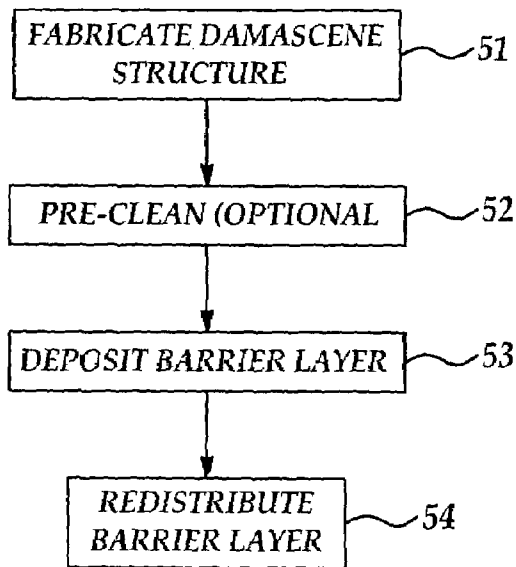 FABRICATE DAMASCENE
STRUCTURE
51
PRE-CLEAN (OPTIONAL
52
DEPOSIT BARRIER LAYER
53
REDISTRIBUTE
BARRIER LAYER
54